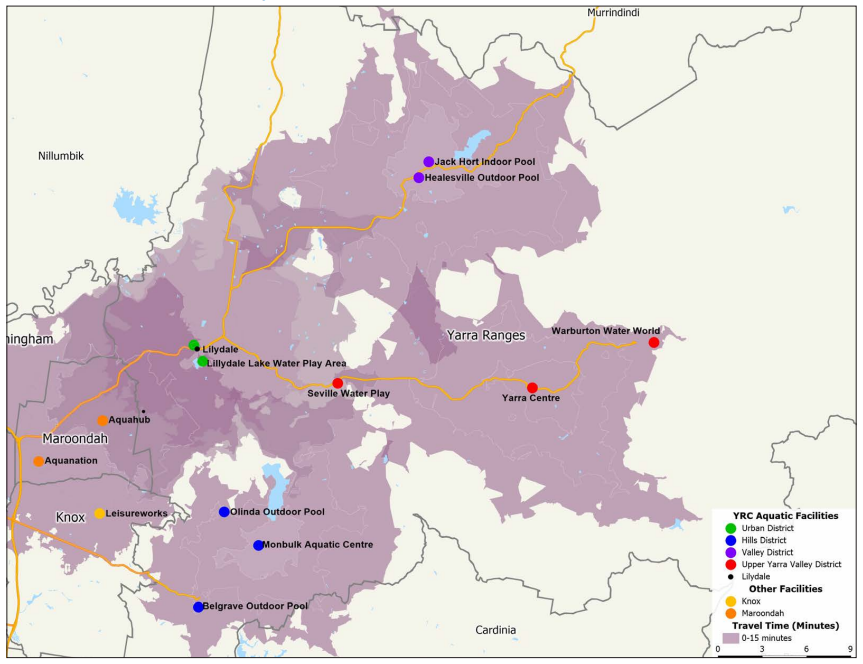 Murrindindi
Nillumbik
Jack Hort Indoor Pool
Healesville Outdoor Pool
ningham
Lilydale
Lillydale Lake Water Play Area
Yarra Ranges
Warburton Water World
Seville Water Play
Yarra Centre
Aquahub
Maroondah
Aquanation
Knox
Leisureworks
Olinda Outdoor Pool
Monbulk Aquatic Centre
Belgrave Outdoor Pool
Cardinia
YRC Aquatic Facilities
Urban District
Hills District
Valley District
Upper Yarra Valley District
Lilydale
Other Facilities
Knox
Maroondah
Travel Time (Minutes)
0-15 minutes
0 3 6 9